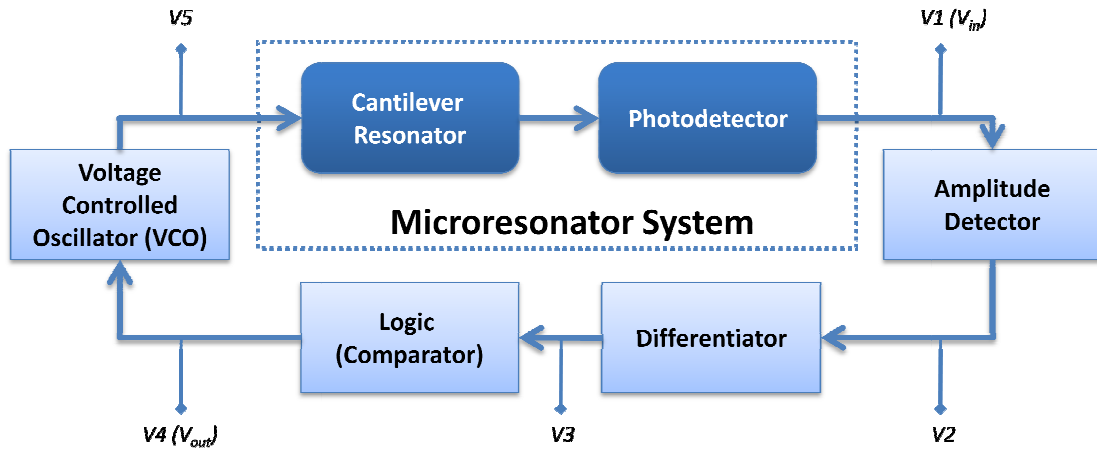 V5
V1 (Vin)
Cantilever
Resonator
Photodetector
Voltage
Controlled
Oscillator (VCO)
Amplitude
Detector
Microresonator System
Logic
(Comparator)
Differentiator
V4 (Vout)
V3
V2